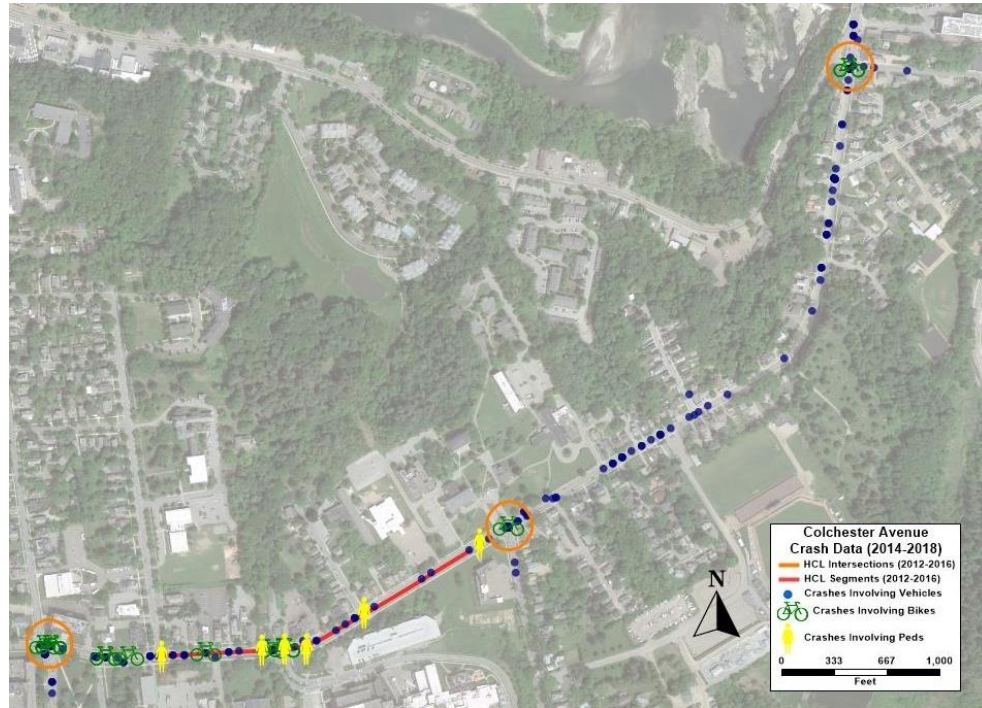 N
Colchester Avenue
Crash Data (2014-2018)
HCL Intersections (2012-2016)
HCL Segments (2012-2016)
Crashes Involving Vehicles
Crashes Involving Bikes
Crashes Involving Peds
0 333 667 1,000
Feet